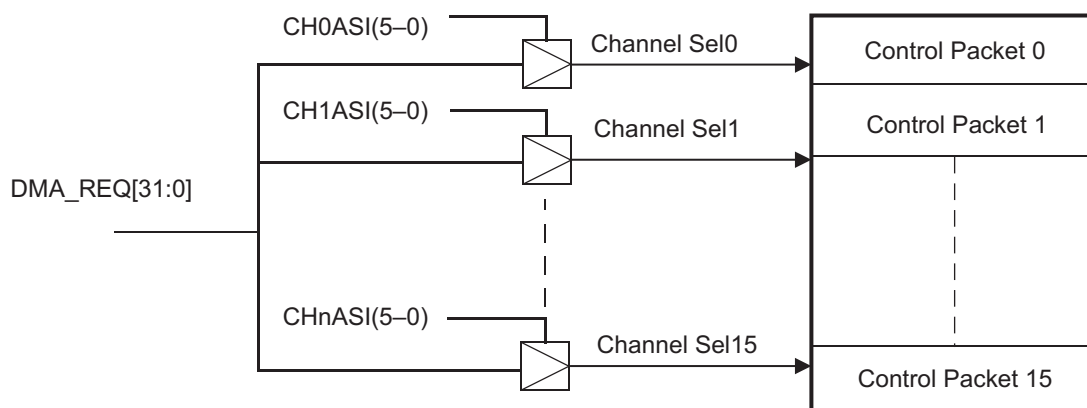 CH0ASI(5–0)
Channel Sel0
Control Packet 0
CH1ASI(5–0)
Channel Sel1
Control Packet 1
DMA_REQ[31:0]
CHnASI(5–0)
Channel Sel15
Control Packet 15